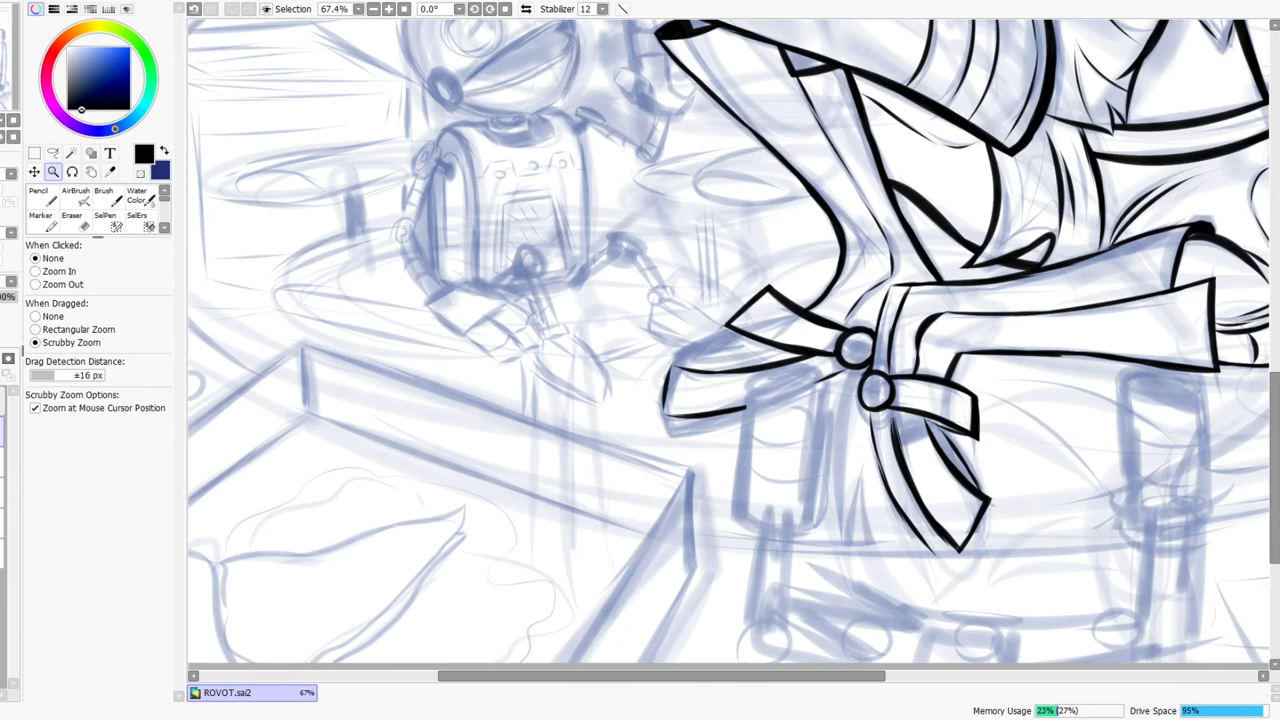 Selection 67.4% 0.0° Stabilizer 12
T
Pencil AirBrush Brush Water Color
Marker Eraser SelPen SelErs
When Clicked:
None
Zoom In
Zoom Out
When Dragged:
None
Rectangular Zoom
Scrubby Zoom
Drag Detection Distance:
±16 px
Scrubby Zoom Options:
Zoom at Mouse Cursor Position
ROVOT.sai2 67%
Memory Usage 23% (27%) Drive Space 95%